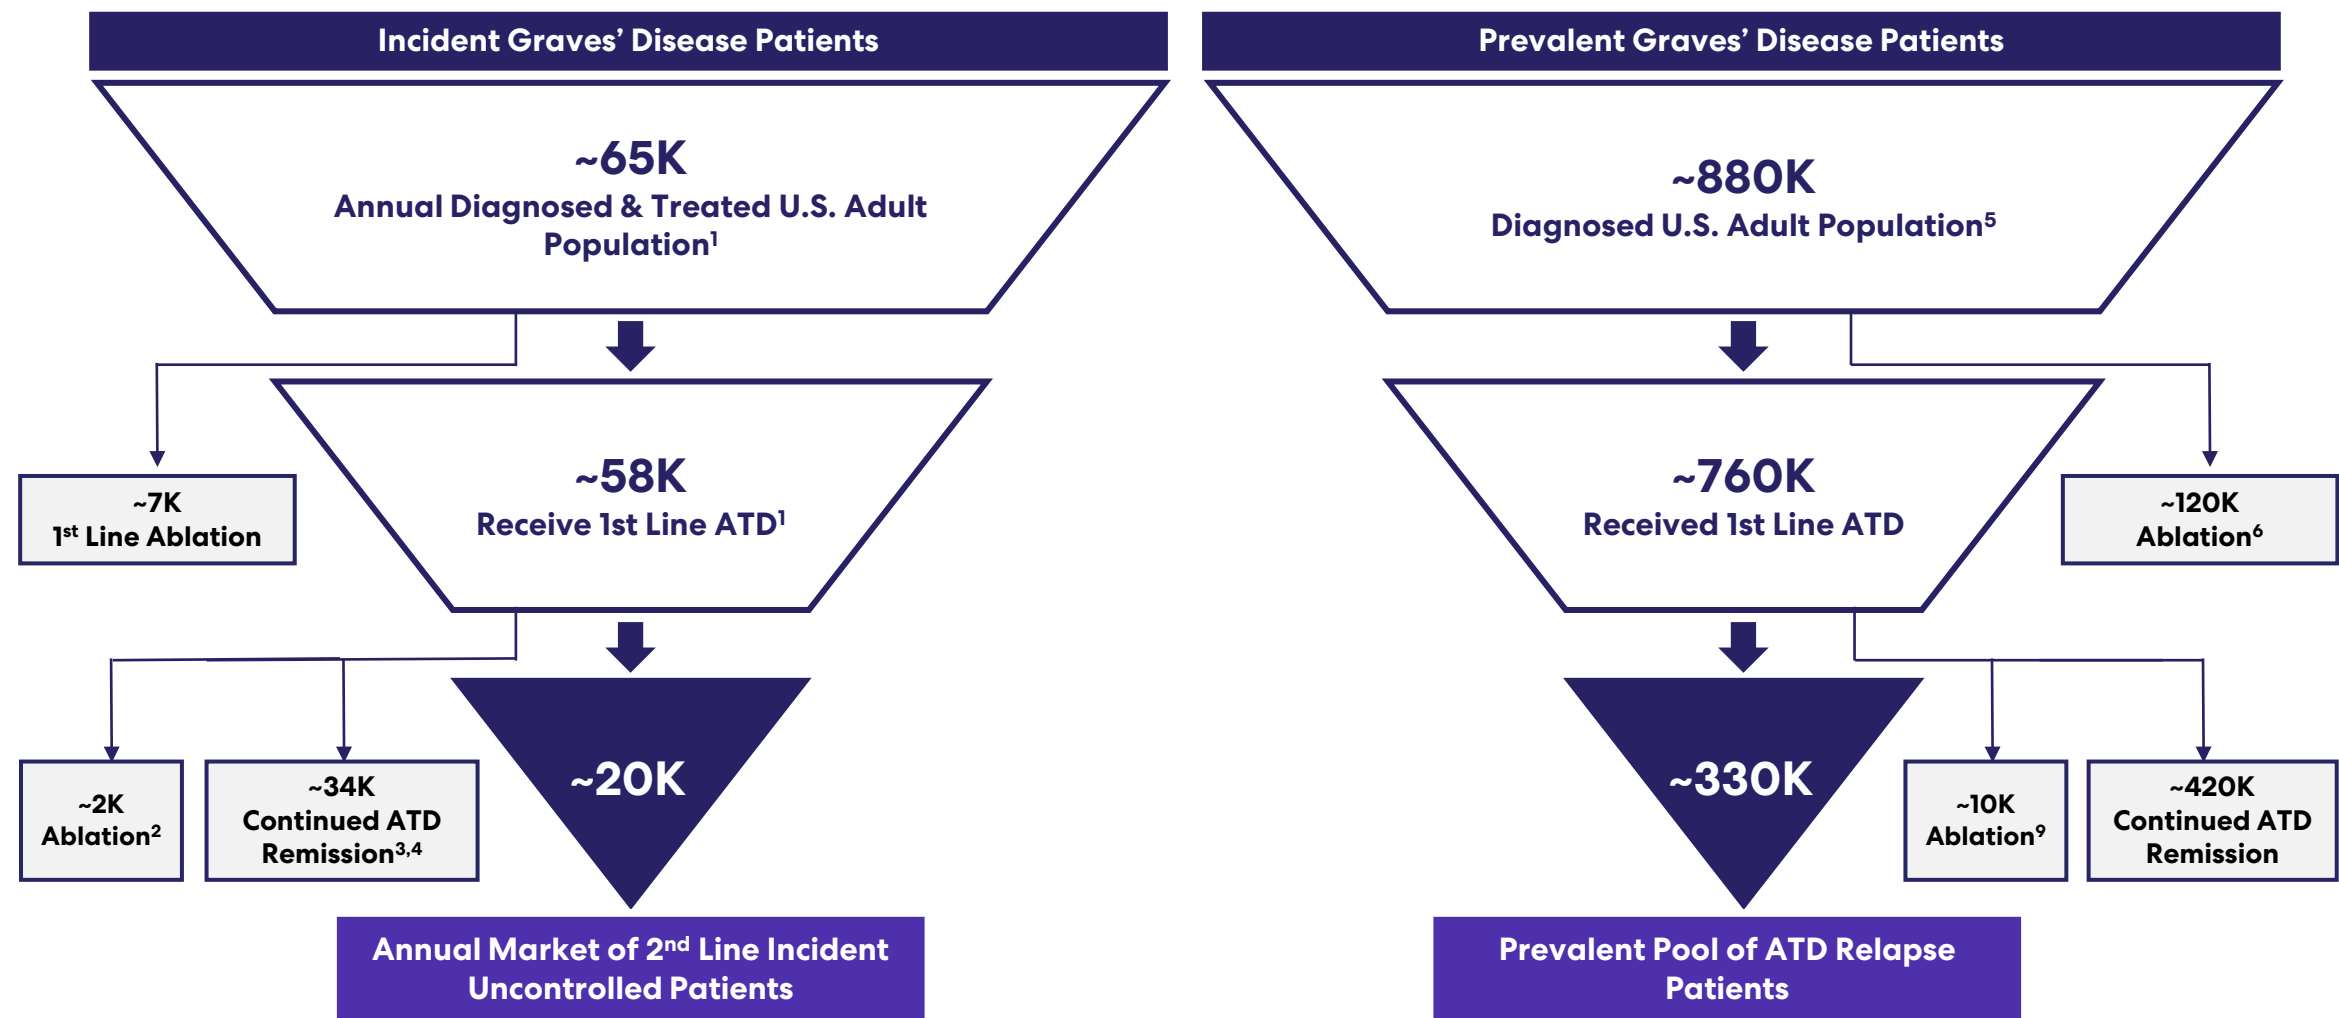 Incident Graves’ Disease Patients
~65K
Annual Diagnosed & Treated U.S. Adult
Population¹
~7K
1st Line Ablation
~58K
Receive 1st Line ATD¹
~2K
Ablation²
~34K
Continued ATD
Remission³,⁴
~20K
Annual Market of 2nd Line Incident
Uncontrolled Patients
Prevalent Graves’ Disease Patients
~880K
Diagnosed U.S. Adult Population⁵
~760K
Received 1st Line ATD
~120K
Ablation⁶
~330K
~10K
Ablation⁹
~420K
Continued ATD
Remission
Prevalent Pool of ATD Relapse
Patients